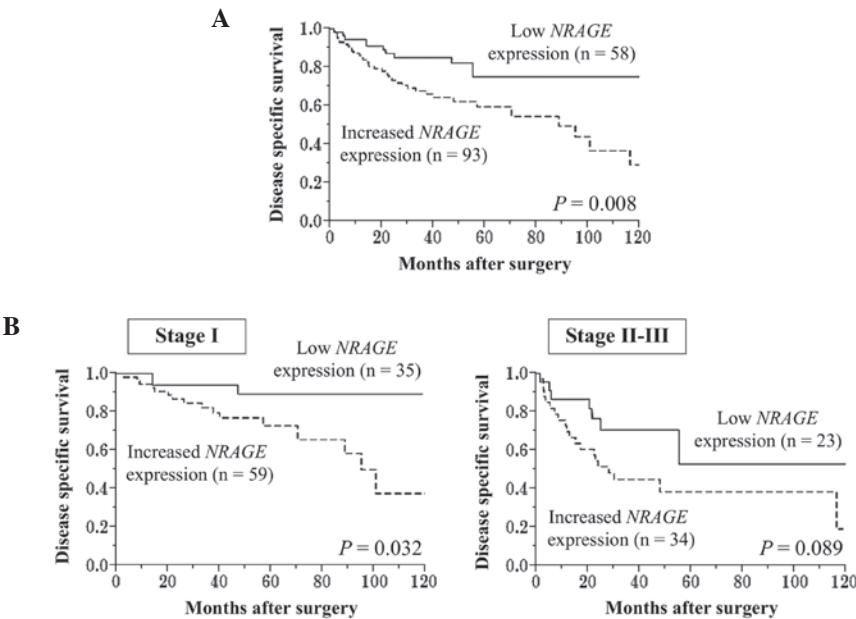 A
Disease specific survival
1.0
0.8
0.6
0.4
0.2
0.0
Low NRAGE
expression (n = 58)
Increased NRAGE
expression (n = 93)
P = 0.008
0 20 40 60 80 100 120
Months after surgery
B
Stage I
Disease specific survival
1.0
0.8
0.6
0.4
0.2
0.0
Low NRAGE
expression (n = 35)
Increased NRAGE
expression (n = 59)
P = 0.032
0 20 40 60 80 100 120
Months after surgery
Stage II-III
Disease specific survival
1.0
0.8
0.6
0.4
0.2
0.0
Low NRAGE
expression (n = 23)
Increased NRAGE
expression (n = 34)
P = 0.089
0 20 40 60 80 100 120
Months after surgery